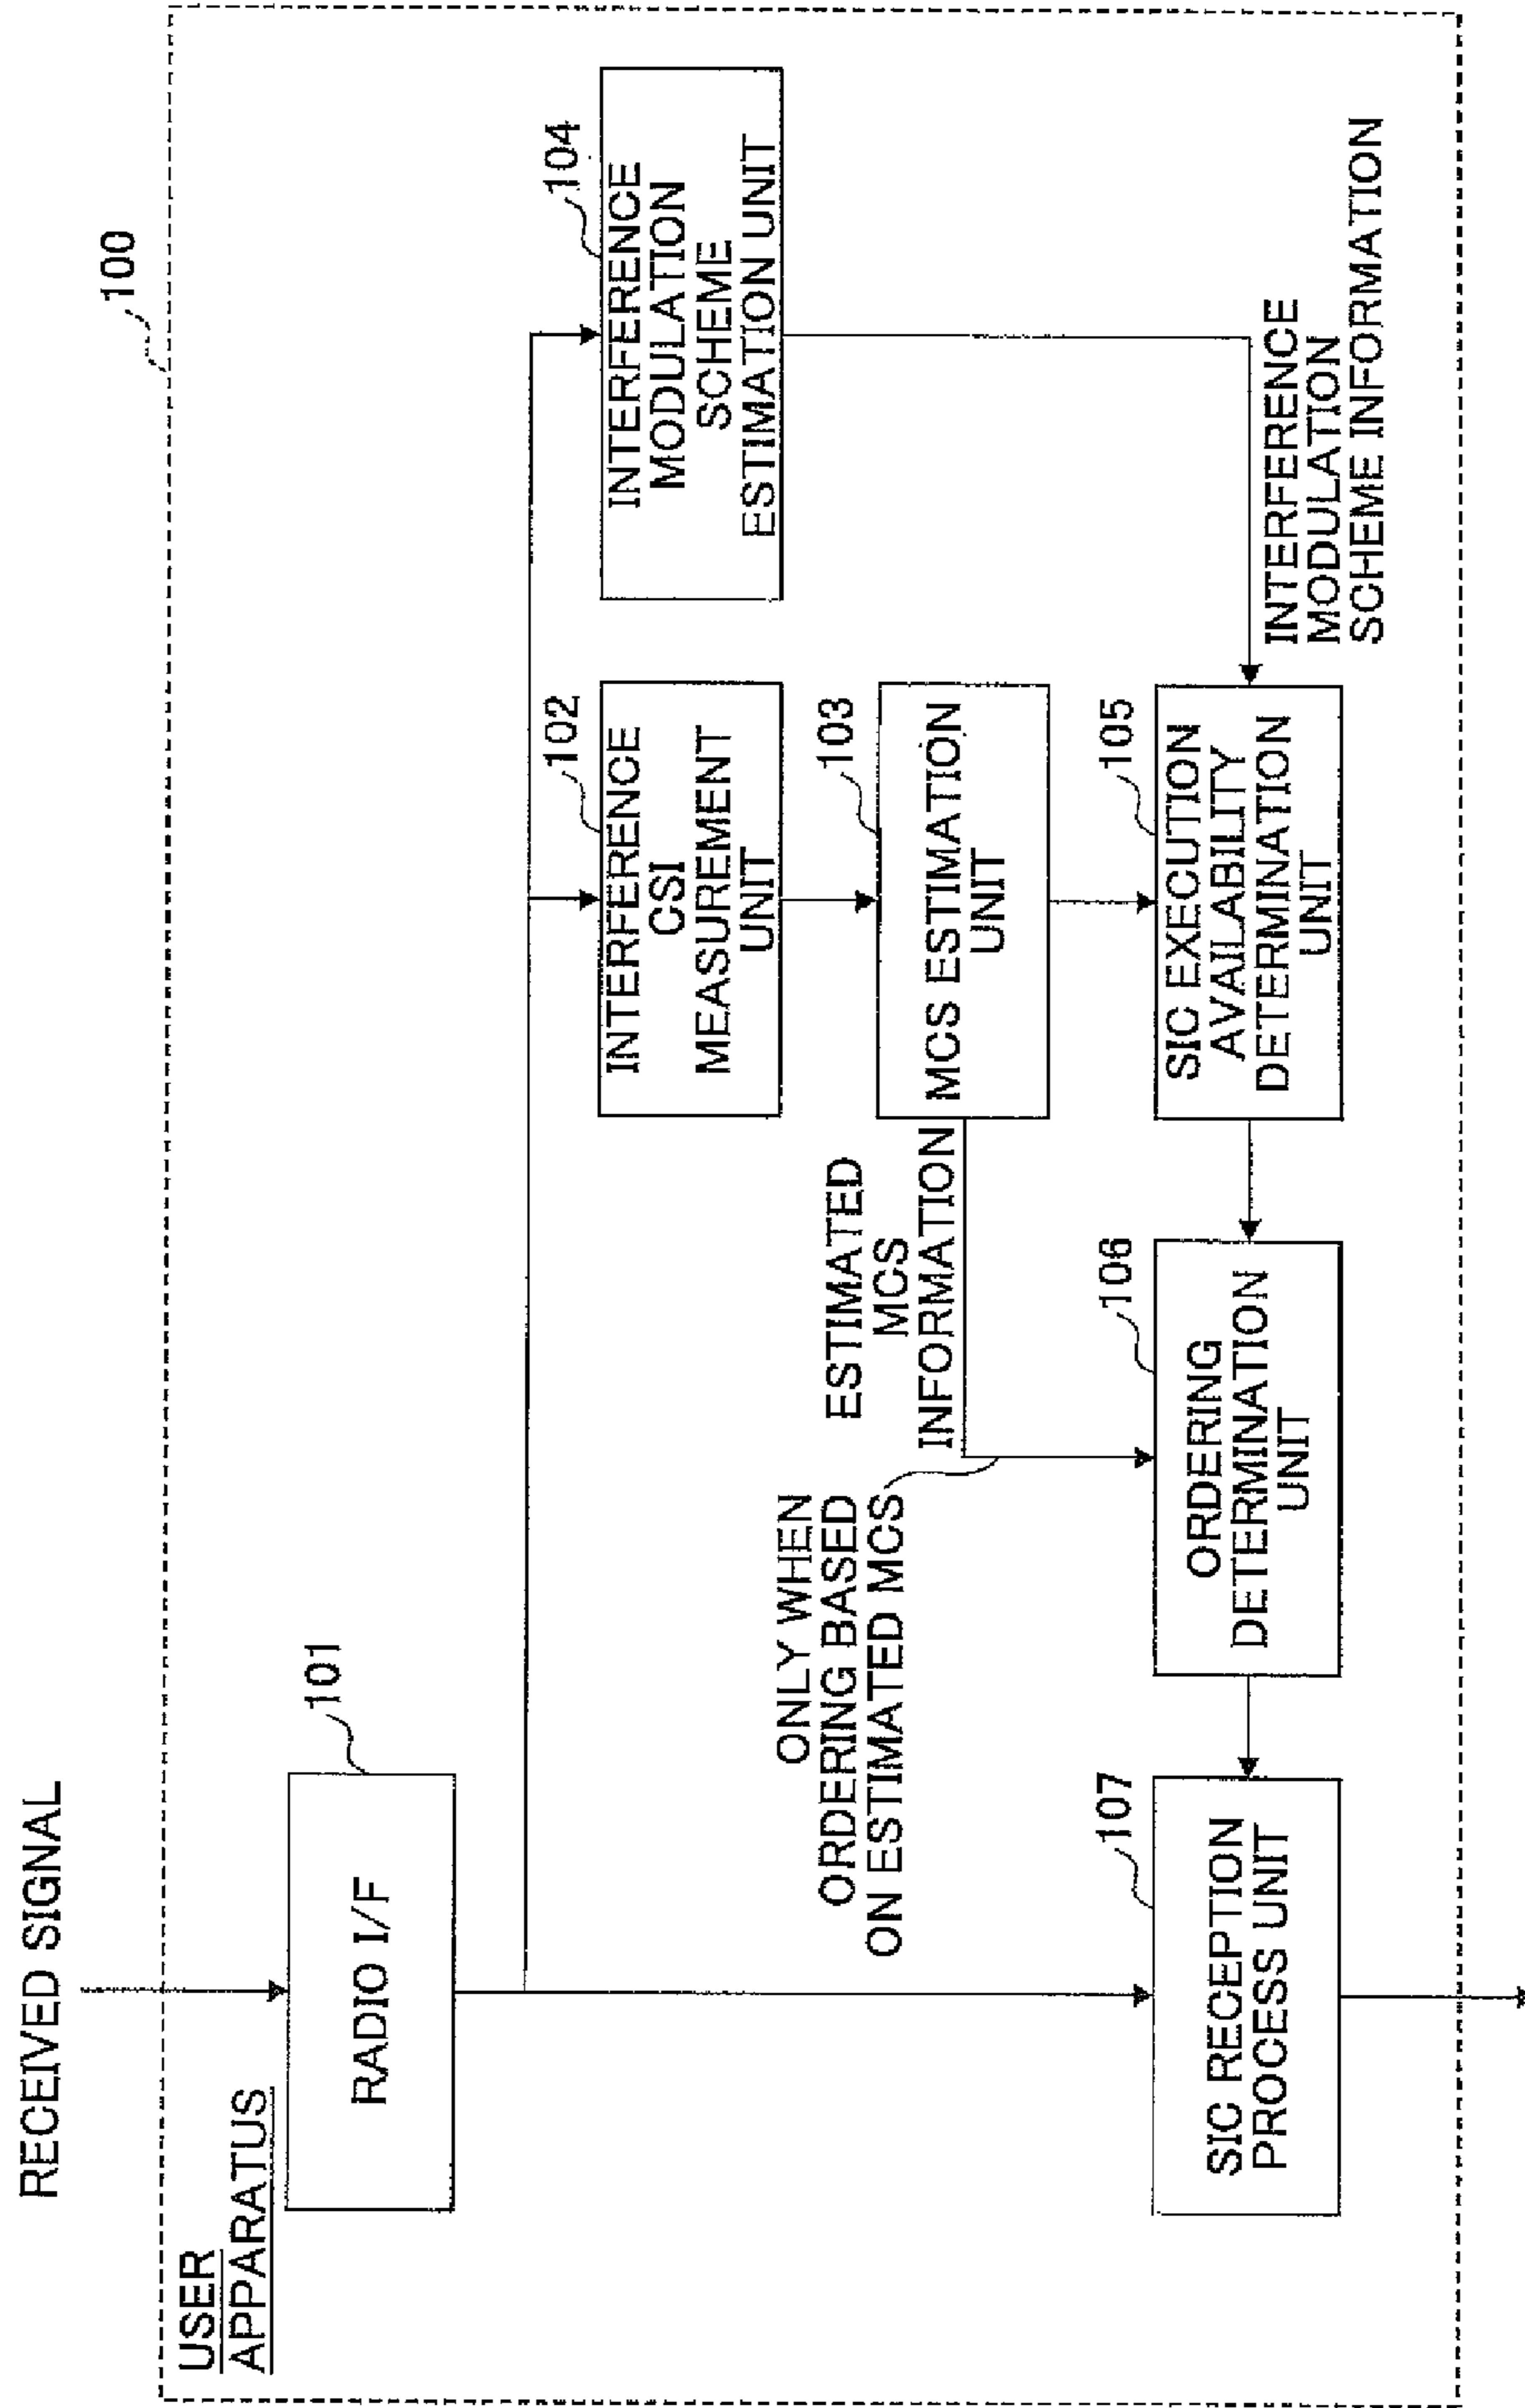 RECEIVED SIGNAL
100
USER
APPARATUS
101
RADIO I/F
102
INTERFERENCE
CSI
MEASUREMENT
UNIT
104
INTERFERENCE
MODULATION
SCHEME
ESTIMATION UNIT
103
MCS ESTIMATION
UNIT
ESTIMATED
MCS
INFORMATION
ONLY WHEN
ORDERING BASED
ON ESTIMATED MCS
107
SIC RECEPTION
PROCESS UNIT
106
ORDERING
DETERMINATION
UNIT
105
SIC EXECUTION
AVAILABILITY
DETERMINATION
UNIT
INTERFERENCE
MODULATION
SCHEME INFORMATION